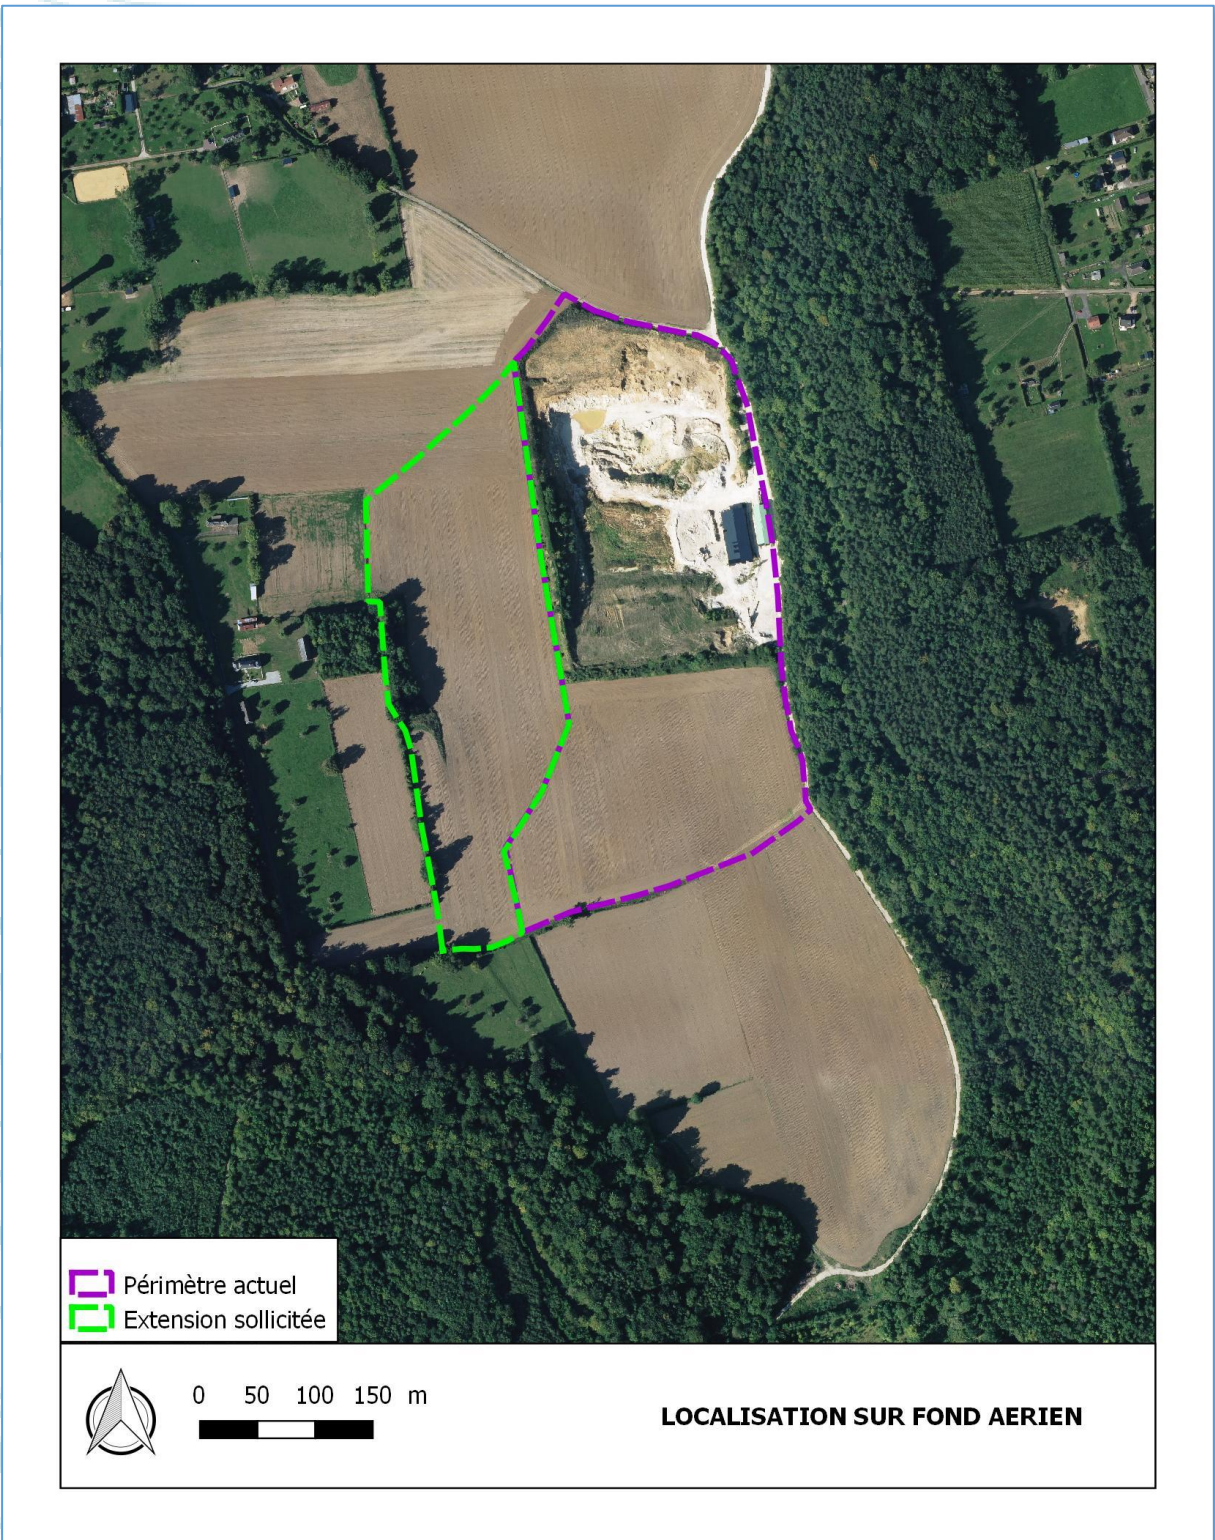 Périmètre actuel
Extension sollicitée
0 50 100 150 m
LOCALISATION SUR FOND AERIEN